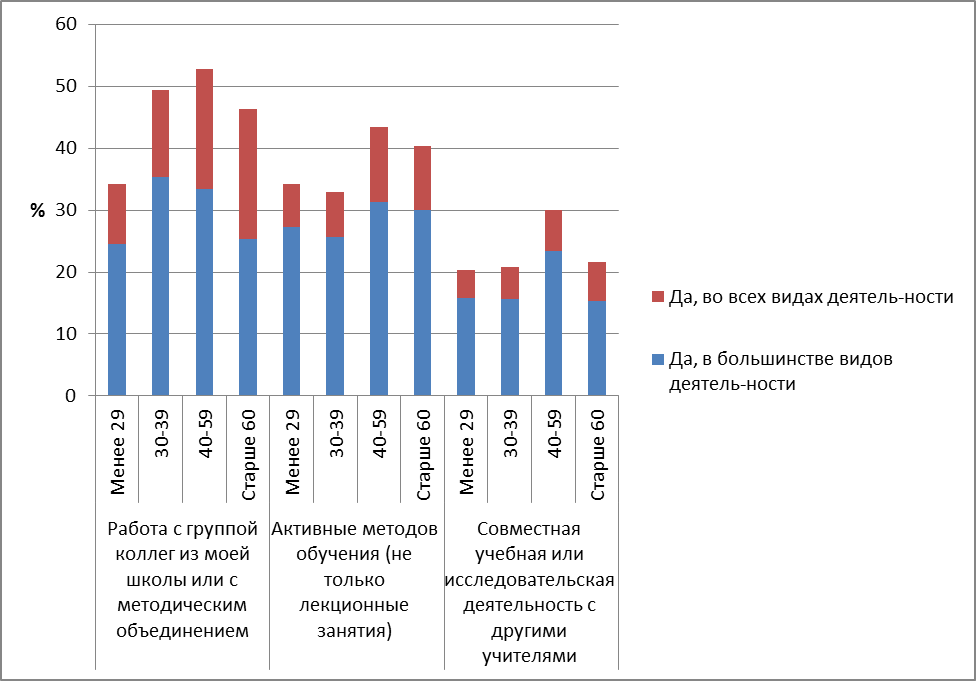 60
50
40
30
20
10
0
%
Менее 29
30-39
40-59
Старше 60
Менее 29
30-39
40-59
Старше 60
Менее 29
30-39
40-59
Старше 60
Работа с группой
коллег из моей
школы или с
методическим
объединением
Активные методов
обучения (не
только
лекционные
занятия)
Совместная
учебная или
исследовательская
деятельность с
другими
учителями
Да, во всех видах деятель-ности
Да, в большинстве видов
деятель-ности